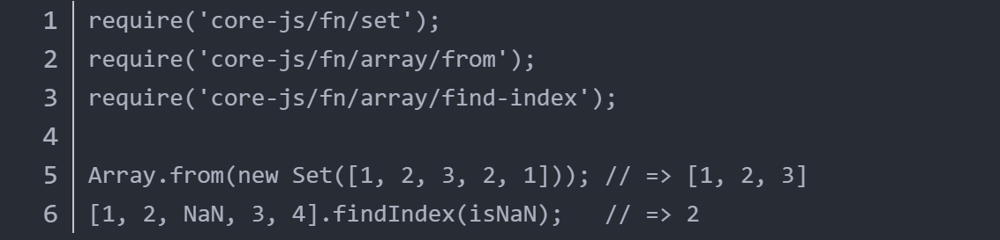 1 require('core-js/fn/set');
2 require('core-js/fn/array/from');
3 require('core-js/fn/array/find-index');
4
5 Array.from(new Set([1, 2, 3, 2, 1])); // => [1, 2, 3]
6 [1, 2, NaN, 3, 4].findIndex(isNaN);   // => 2